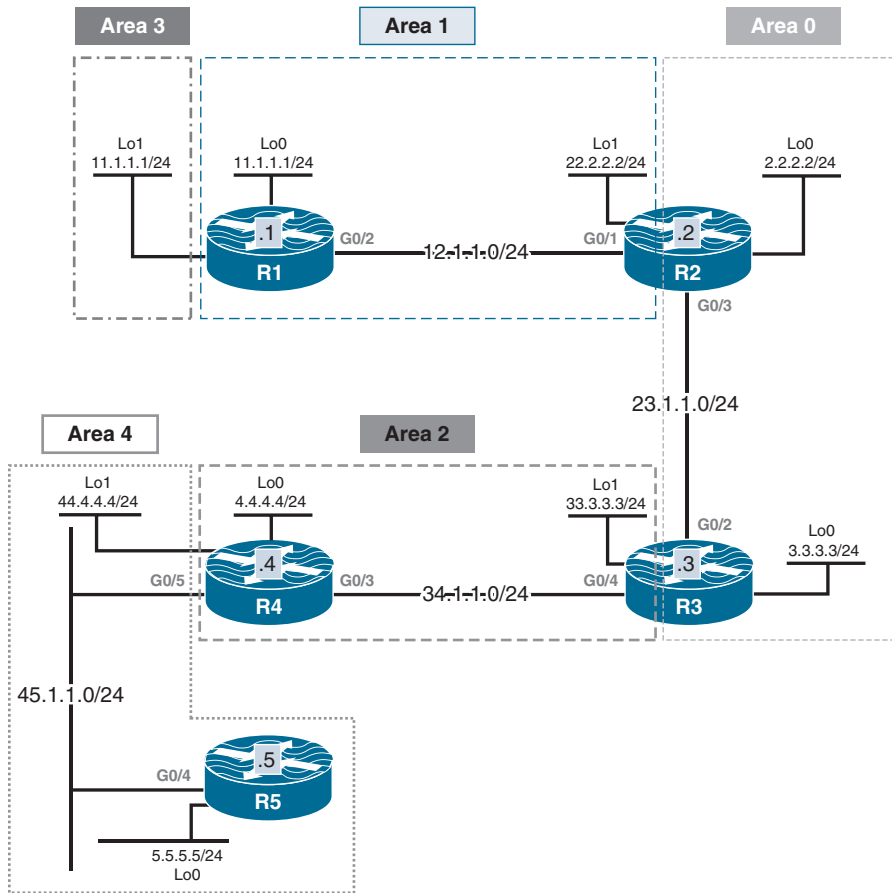 Area 3
Area 1
Area 0
Lo1
11.1.1.1/24
Lo0
11.1.1.1/24
Lo1
22.2.2.2/24
Lo0
2.2.2.2/24
.1
R1
G0/2
12.1.1.0/24
G0/1
.2
R2
G0/3
23.1.1.0/24
Area 4
Area 2
Lo1
44.4.4.4/24
Lo0
4.4.4.4/24
Lo1
33.3.3.3/24
G0/2
Lo0
3.3.3.3/24
G0/5
.4
R4
G0/3
34.1.1.0/24
G0/4
.3
R3
45.1.1.0/24
G0/4
.5
R5
5.5.5.5/24
Lo0